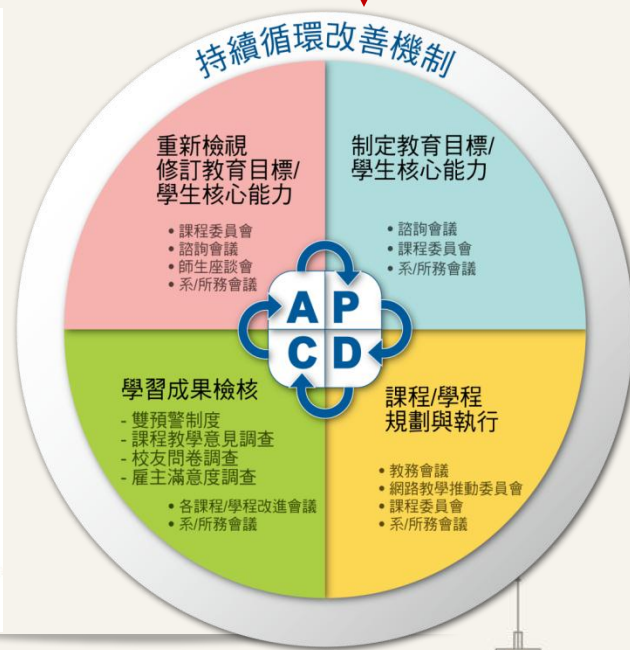 持續循環改善機制
重新檢視
修訂教育目標/
學生核心能力
• 課程委員會
• 諮詢會議
• 師生座談會
• 系/所務會議
制定教育目標/
學生核心能力
• 諮詢會議
• 課程委員會
• 系/所務會議
A P
C D
學習成果檢核
- 雙預警制度
- 課程教學意見調查
- 校友問卷調查
- 雇主滿意度調查
• 各課程/學程改進會議
• 系/所務會議
課程/學程
規劃與執行
• 教務會議
• 網路教學推動委員會
• 課程委員會
• 系/所務會議